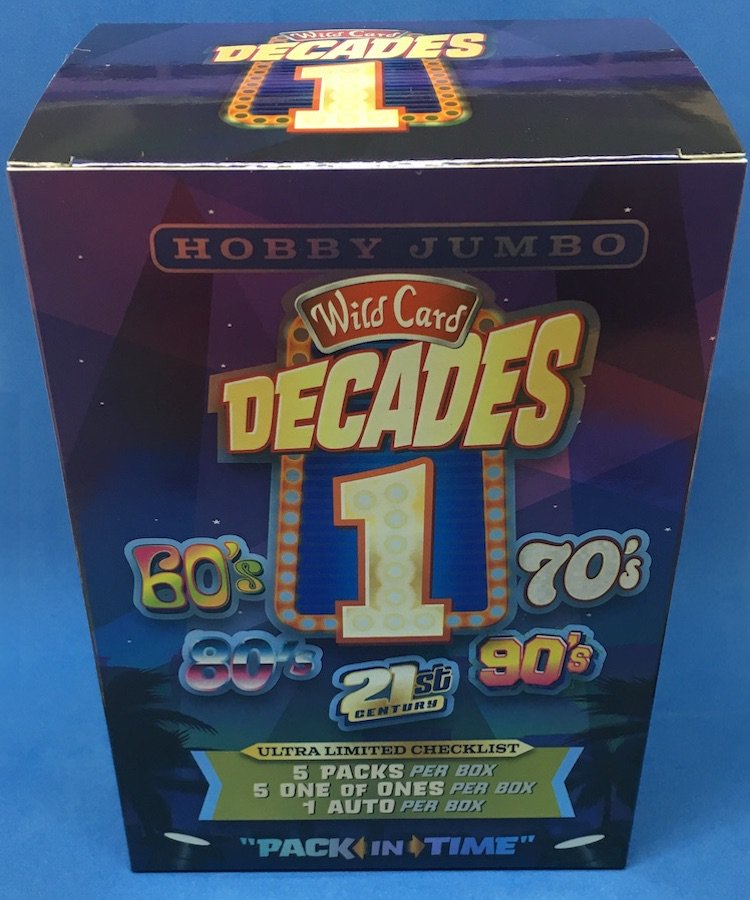 Wild Card
DECADES
1
HOBBY JUMBO
Wild Card
DECADES
1
60's
70's
80's
90's
21st
CENTURY
ULTRA LIMITED CHECKLIST
5 PACKS PER BOX
5 ONE OF ONES PER BOX
1 AUTO PER BOX
"PACK IN TIME"